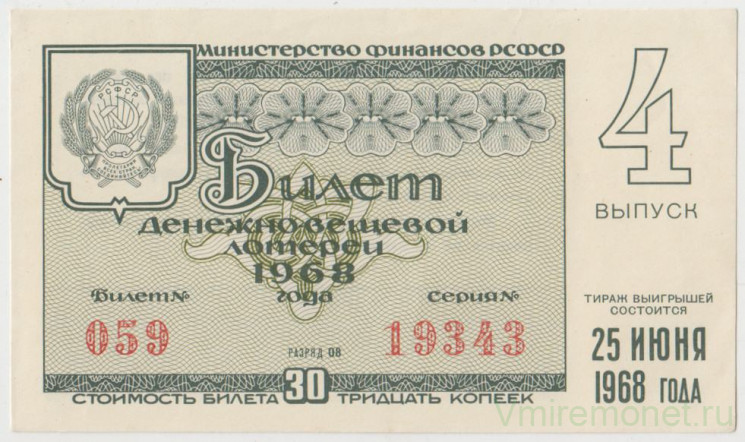 Министерство финансов РСФСР
РСФСР
Билет
денежно-вещевой
лотереи
1968
года
Билет № Серия №
059 19343
РАЗРЯД 08
30
СТОИМОСТЬ БИЛЕТА ТРИДЦАТЬ КОПЕЕК
4
ВЫПУСК
ТИРАЖ ВЫИГРЫШЕЙ
СОСТОИТСЯ
25 ИЮНЯ
1968 ГОДА
Vmiremonet.ru